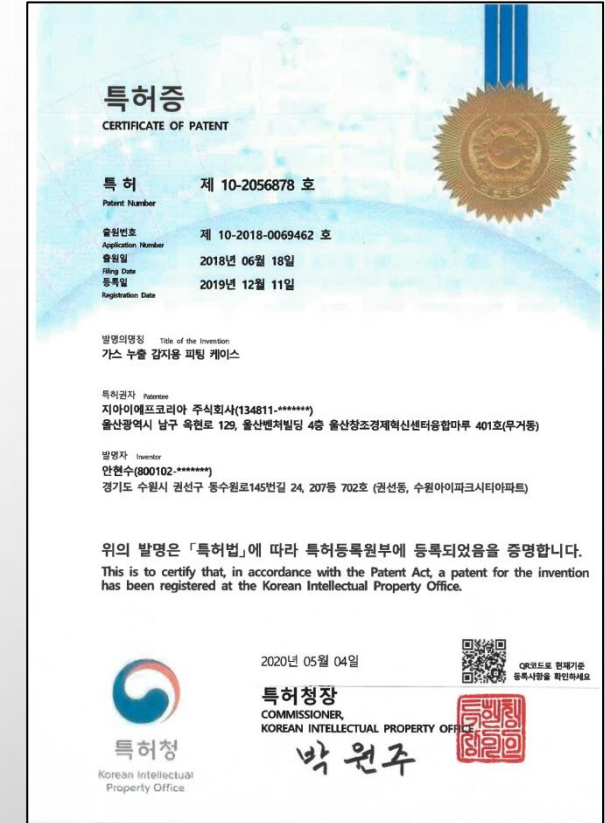 특허증
CERTIFICATE OF PATENT
특 허 제 10-2056878 호
Patent Number
출원번호 제 10-2018-0069462 호
Application Number
출원일 2018년 06월 18일
Filing Date
등록일 2019년 12월 11일
Registration Date
발명의명칭 Title of the Invention
가스 누출 감지용 피팅 케이스
특허권자 Patentee
지아이에프코리아 주식회사(134811-*******)
울산광역시 남구 옥현로 129, 울산벤처빌딩 4층 울산창조경제혁신센터융합마루 401호(무거동)
발명자 Inventor
안현수(800102-*******)
경기도 수원시 권선구 동수원로145번길 24, 207동 702호 (권선동, 수원아이파크시티아파트)
위의 발명은 「특허법」에 따라 특허등록원부에 등록되었음을 증명합니다.
This is to certify that, in accordance with the Patent Act, a patent for the invention
has been registered at the Korean Intellectual Property Office.
2020년 05월 04일
QR코드로 현재기준
등록사항을 확인하세요
특허청장
COMMISSIONER,
KOREAN INTELLECTUAL PROPERTY OFFICE
박원주
특허청
Korean Intellectual
Property Office